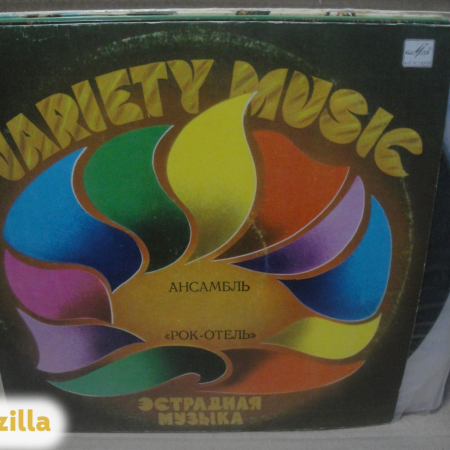 VARIETY MUSIC
АНСАМБЛЬ
«РОК-ОТЕЛЬ»
ЭСТРАДНАЯ
МУЗЫКА
zilla